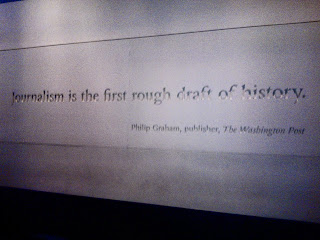 Journalism is the first rough draft of history.
Philip Graham, publisher, The Washington Post